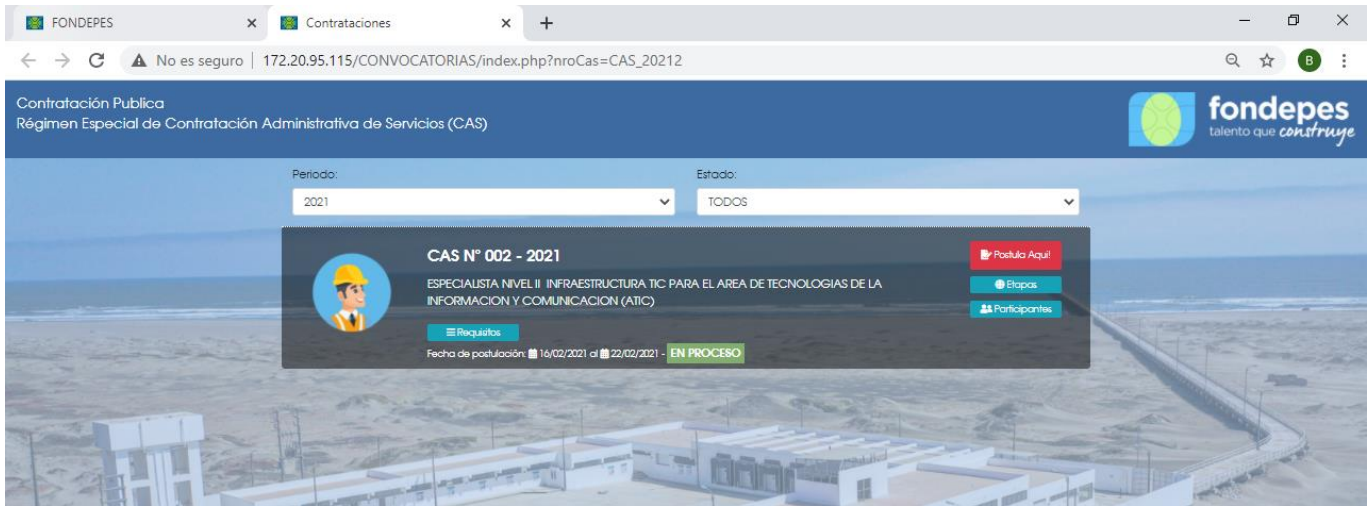 FONDEPES
Contrataciones
No es seguro | 172.20.95.115/CONVOCATORIAS/index.php?nroCas=CAS_20212
B
Contratación Publica
Régimen Especial de Contratación Administrativa de Servicios (CAS)
fondepes
talento que construye
Periodo:
Estado:
2021
TODOS
CAS N° 002 - 2021
Postula Aqui!
ESPECIALISTA NIVEL II INFRAESTRUCTURA TIC PARA EL AREA DE TECNOLOGIAS DE LA
INFORMACION Y COMUNICACION (ATIC)
Etapas
Participantes
Requisitos
Fecha de postulación: 16/02/2021 al 22/02/2021 - EN PROCESO